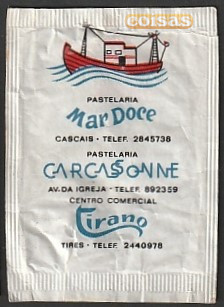 coisas
PASTELARIA
Mar Doce
CASCAIS · TELEF. 2845738
PASTELARIA
CARCASSONNE
AV. DA IGREJA · TELEF. 892359
CENTRO COMERCIAL
Tirano
TIRES · TELEF. 2440978